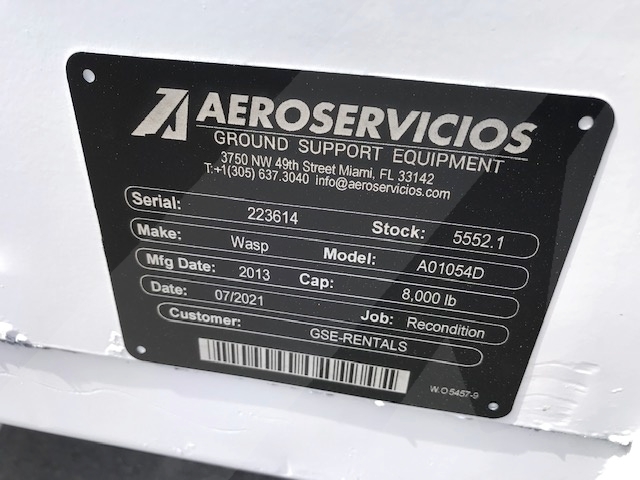 AEROSERVICIOS
GROUND SUPPORT EQUIPMENT
3750 NW 49th Street Miami, FL 33142
T:+1(305) 637.3040 info@aeroservicios.com
Serial: 223614 Stock: 5552.1
Make: Wasp Model: A01054D
Mfg Date: 2013 Cap: 8,000 lb
Date: 07/2021 Job: Recondition
Customer: GSE-RENTALS
W.O 5457-9